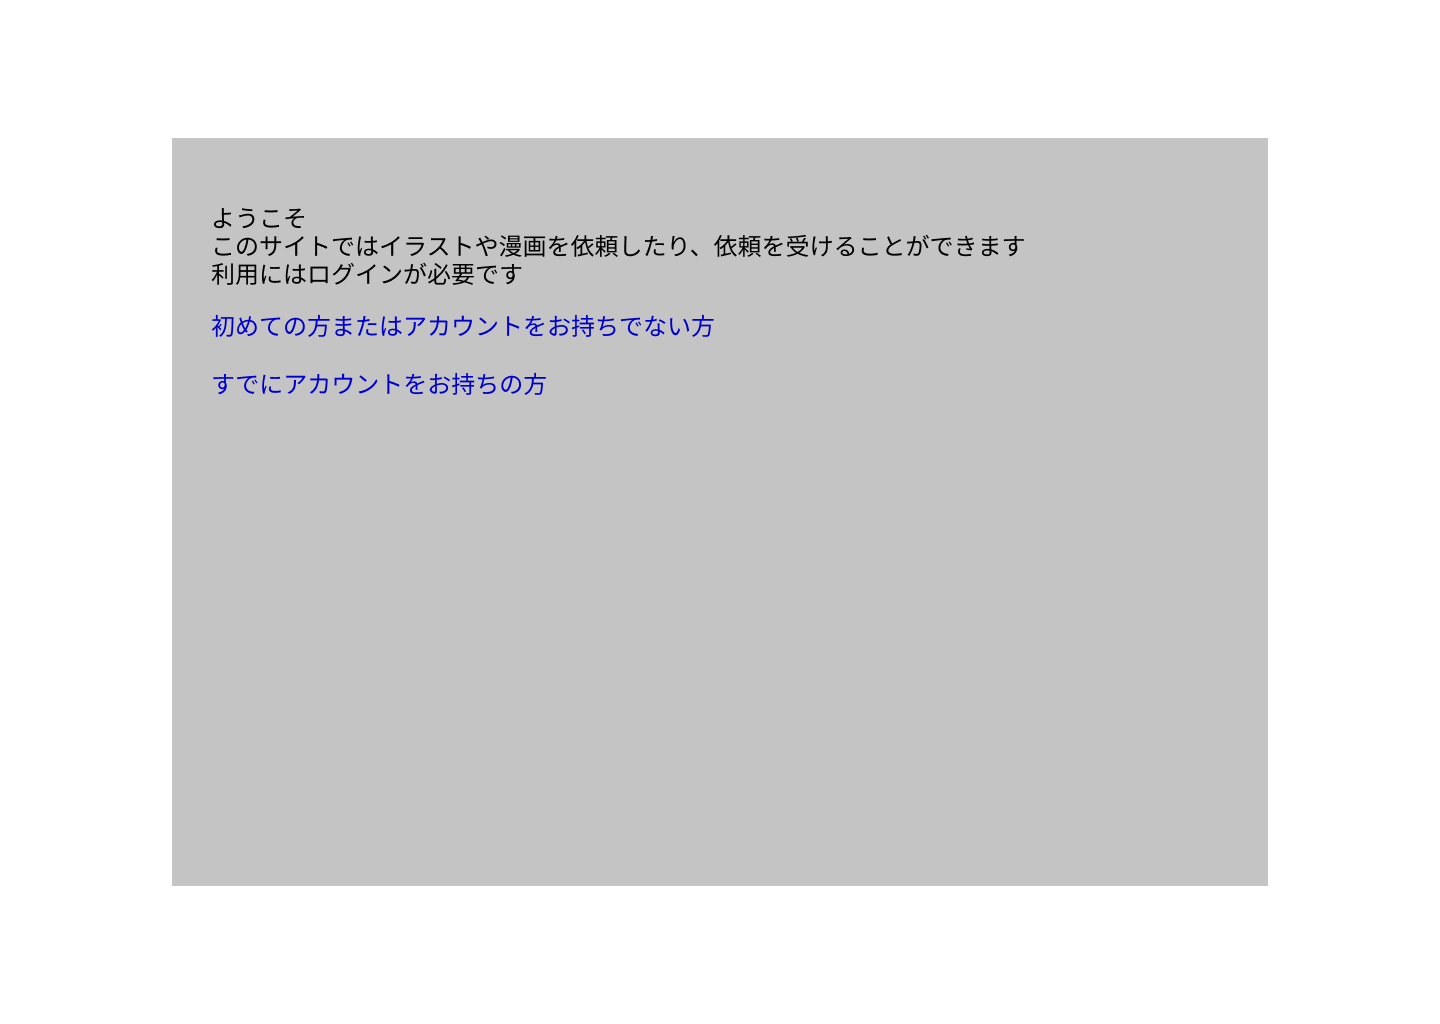 ようこそ
このサイトではイラストや漫画を依頼したり、依頼を受けることができます
利用にはログインが必要です
初めての方またはアカウントをお持ちでない方
すでにアカウントをお持ちの方